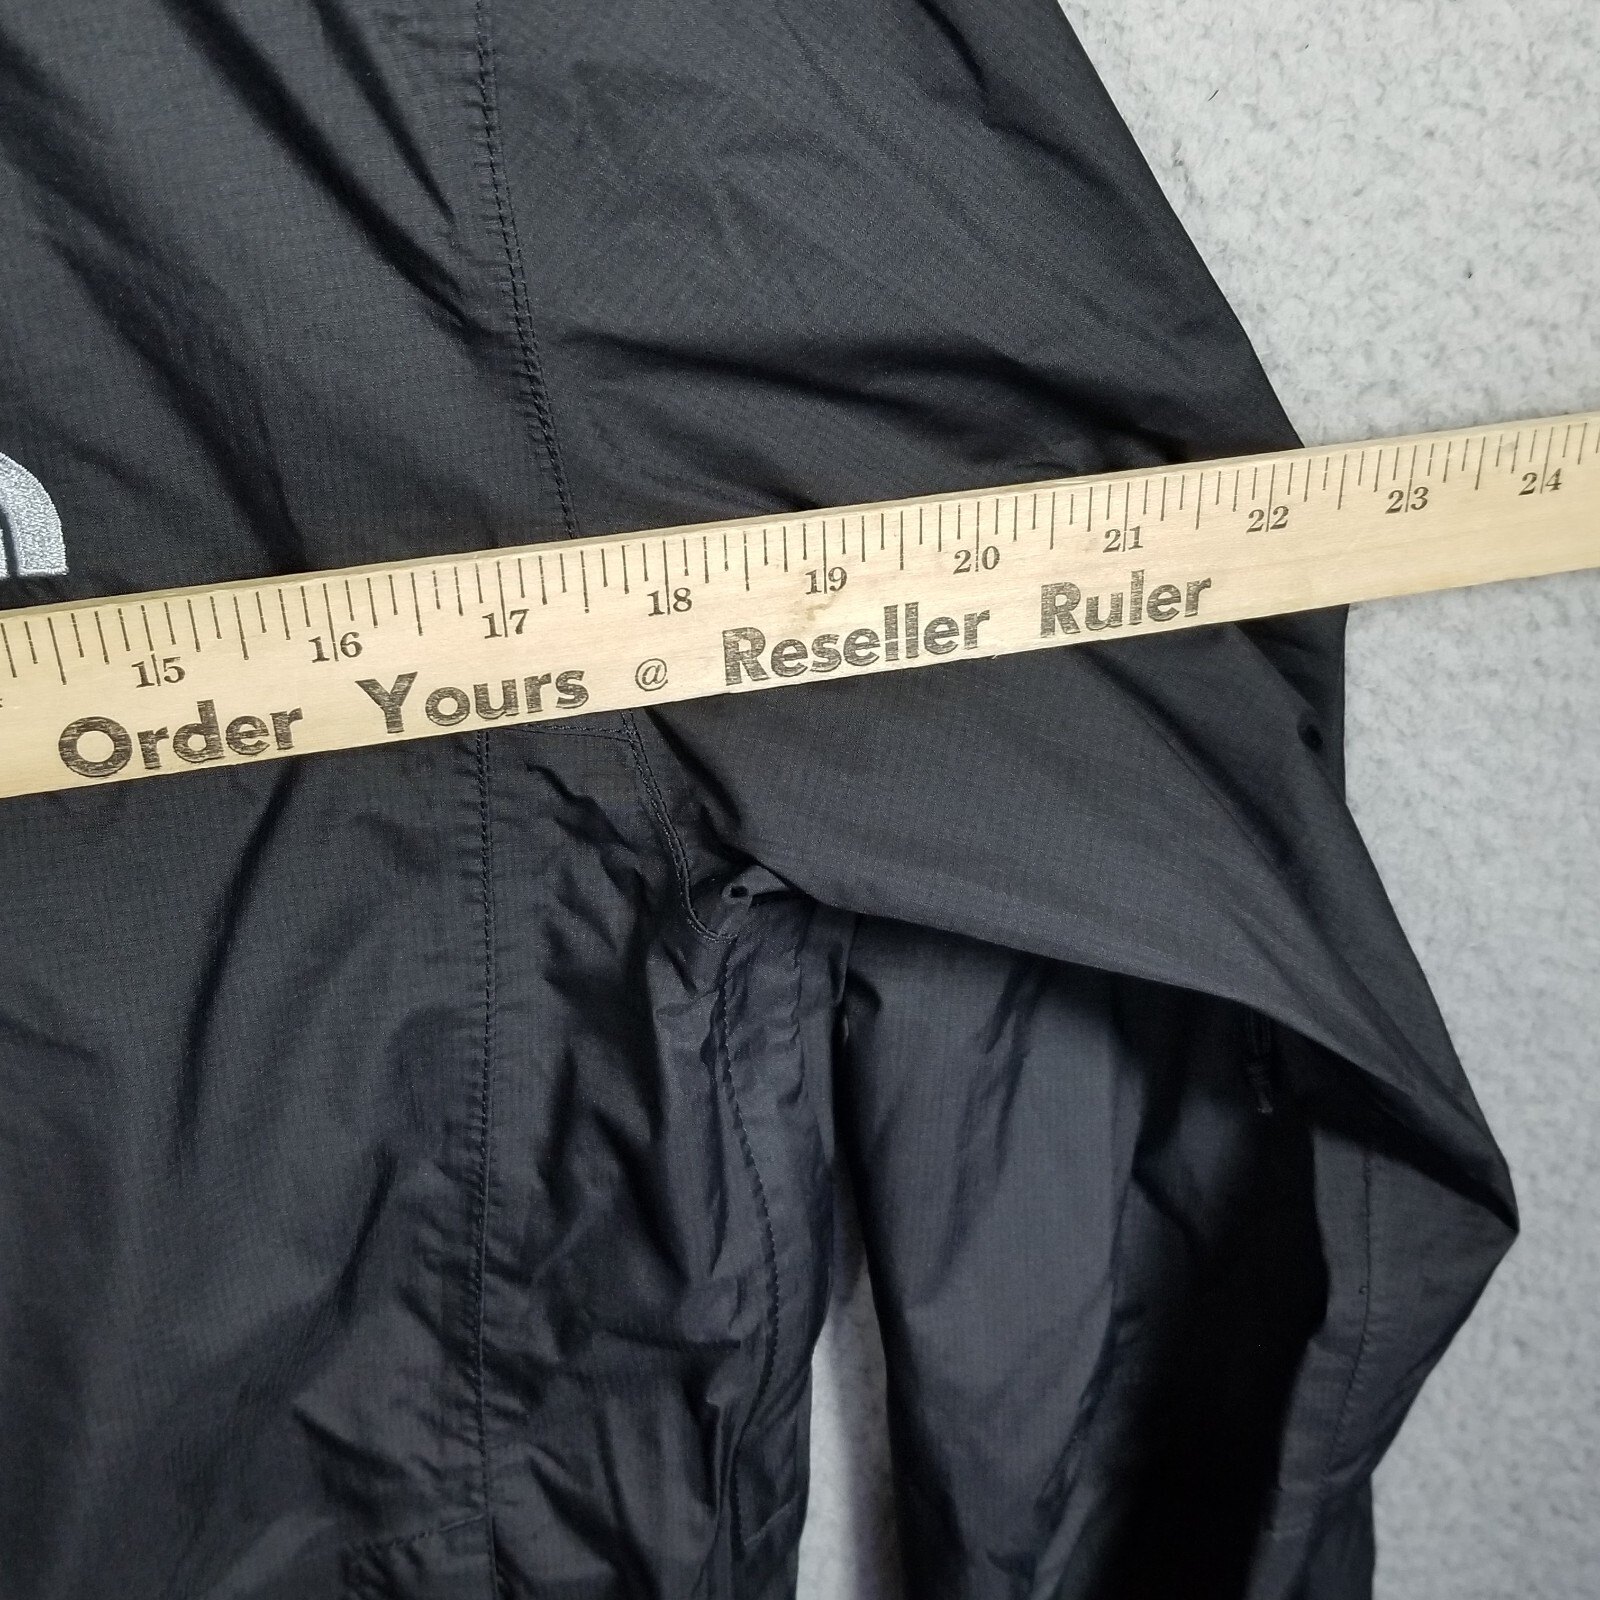 15 16 17 18 19 20 21 22 23 24
Order Yours @ Reseller Ruler